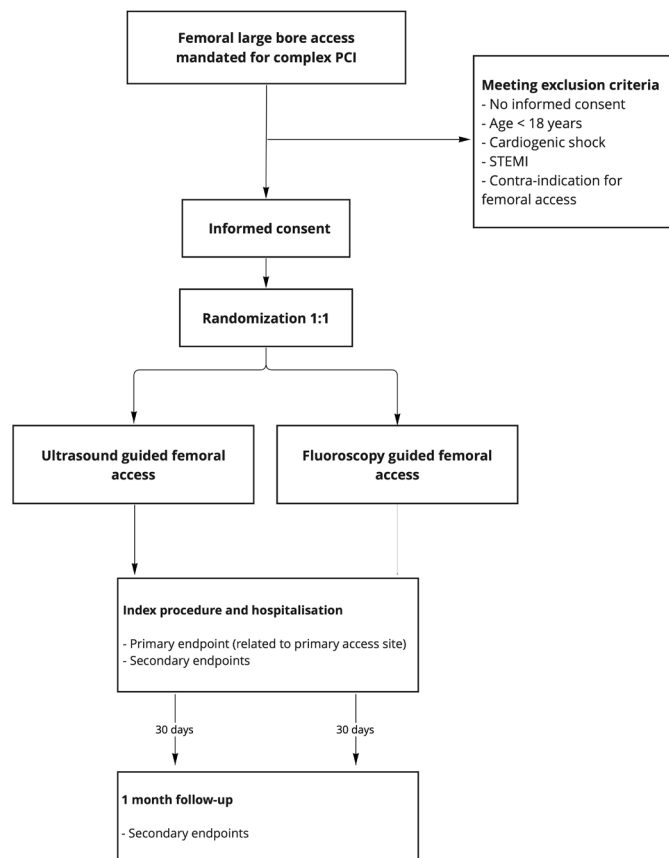 Femoral large bore access
mandated for complex PCI
Meeting exclusion criteria
- No informed consent
- Age < 18 years
- Cardiogenic shock
- STEMI
- Contra-indication for
femoral access
Informed consent
Randomization 1:1
Ultrasound guided femoral
access
Fluoroscopy guided femoral
access
Index procedure and hospitalisation
- Primary endpoint (related to primary access site)
- Secondary endpoints
30 days
30 days
1 month follow-up
- Secondary endpoints